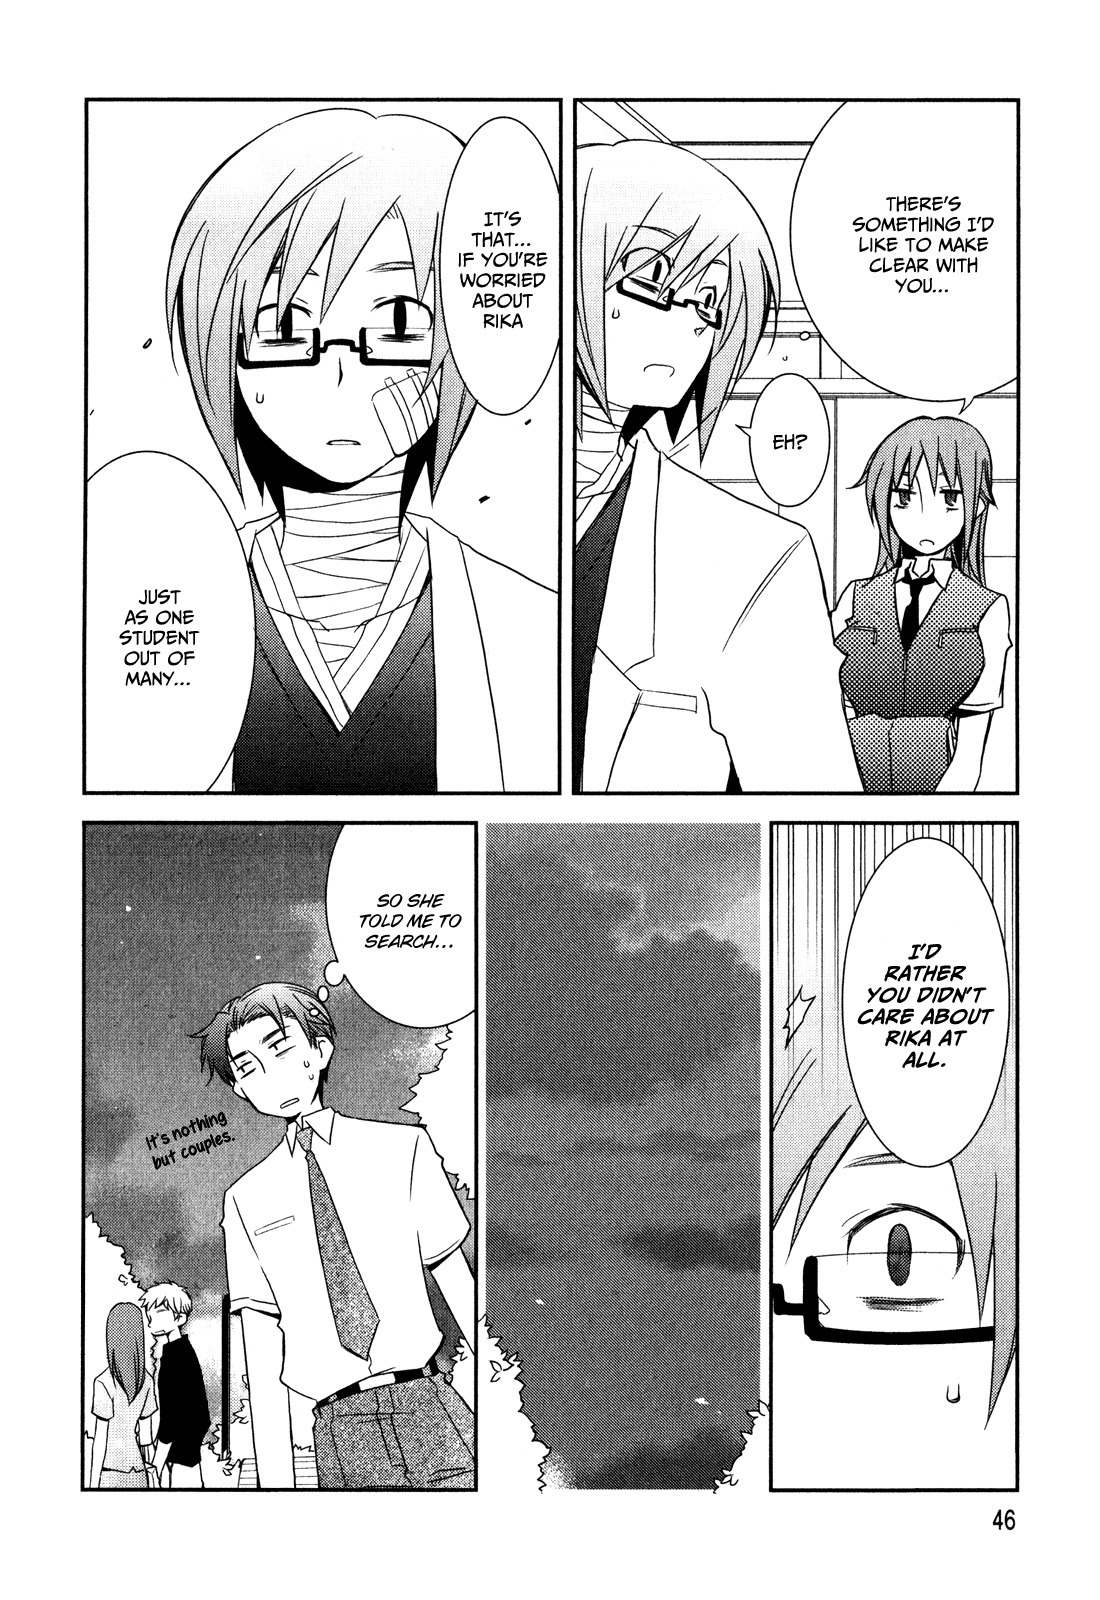 THERE'S
SOMETHING I'D
LIKE TO MAKE
CLEAR WITH
YOU...
EH?
IT'S
THAT...
IF YOU'RE
WORRIED
ABOUT
RIKA
JUST
AS ONE
STUDENT
OUT OF
MANY...
I'D
RATHER
YOU DIDN'T
CARE ABOUT
RIKA AT
ALL.
SO SHE
TOLD ME TO
SEARCH...
It's nothing
but couples.
46